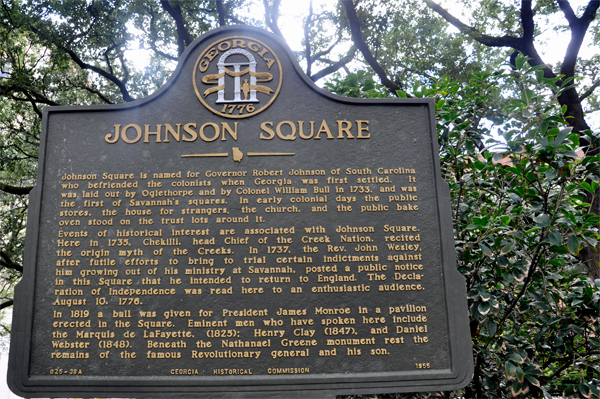 GEORGIA
1776
JOHNSON SQUARE
Johnson Square is named for Governor Robert Johnson of South Carolina
who befriended the colonists when Georgia was first settled. It
was laid out by Oglethorpe and by Colonel William Bull in 1733, and was
the first of Savannah's squares. In early colonial days the public
stores, the house for strangers, the church, and the public bake
oven stood on the trust lots around it.
Events of historical interest are associated with Johnson Square.
Here in 1735, Chekilli, head Chief of the Creek Nation, recited
the origin myth of the Creeks. In 1737, the Rev. John Wesley,
after futile efforts to bring to trial certain indictments against
him growing out of his ministry at Savannah, posted a public notice
in this Square that he intended to return to England. The Decla-
ration of Independence was read here to an enthusiastic audience,
August 10, 1776.
In 1819 a ball was given for President James Monroe in a pavilion
erected in the Square. Eminent men who have spoken here include
the Marquis de LaFayette, (1825); Henry Clay (1847), and Daniel
Webster (1848). Beneath the Nathanael Greene monument rest the
remains of the famous Revolutionary general and his son.
025-38A GEORGIA HISTORICAL COMMISSION 1955